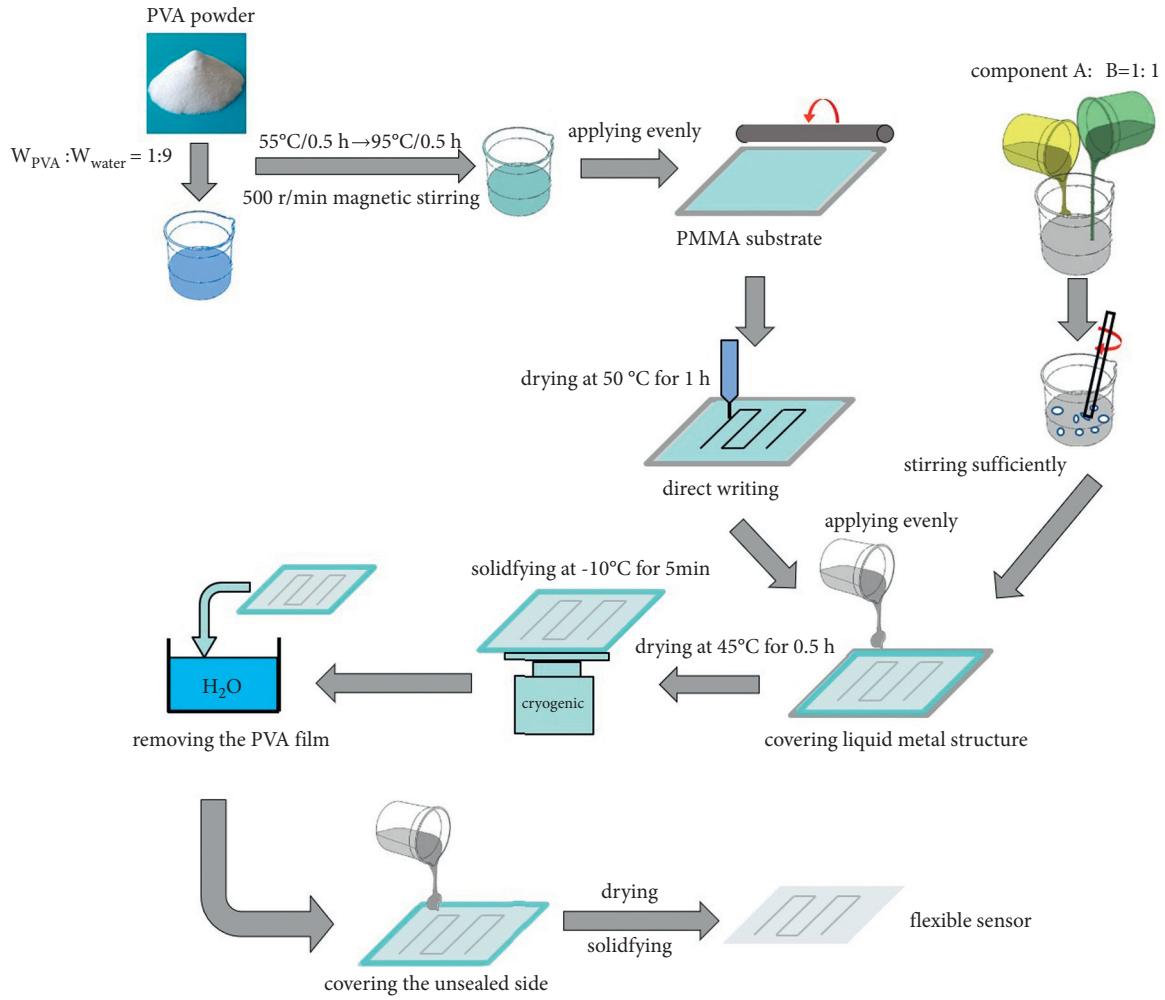 PVA powder
component A: B=1: 1
W_PVA :W_water = 1:9
55°C/0.5 h→95°C/0.5 h
500 r/min magnetic stirring
applying evenly
PMMA substrate
drying at 50 °C for 1 h
direct writing
stirring sufficiently
applying evenly
solidfying at -10°C for 5min
drying at 45°C for 0.5 h
H₂O
cryogenic
removing the PVA film
covering liquid metal structure
drying
solidfying
flexible sensor
covering the unsealed side